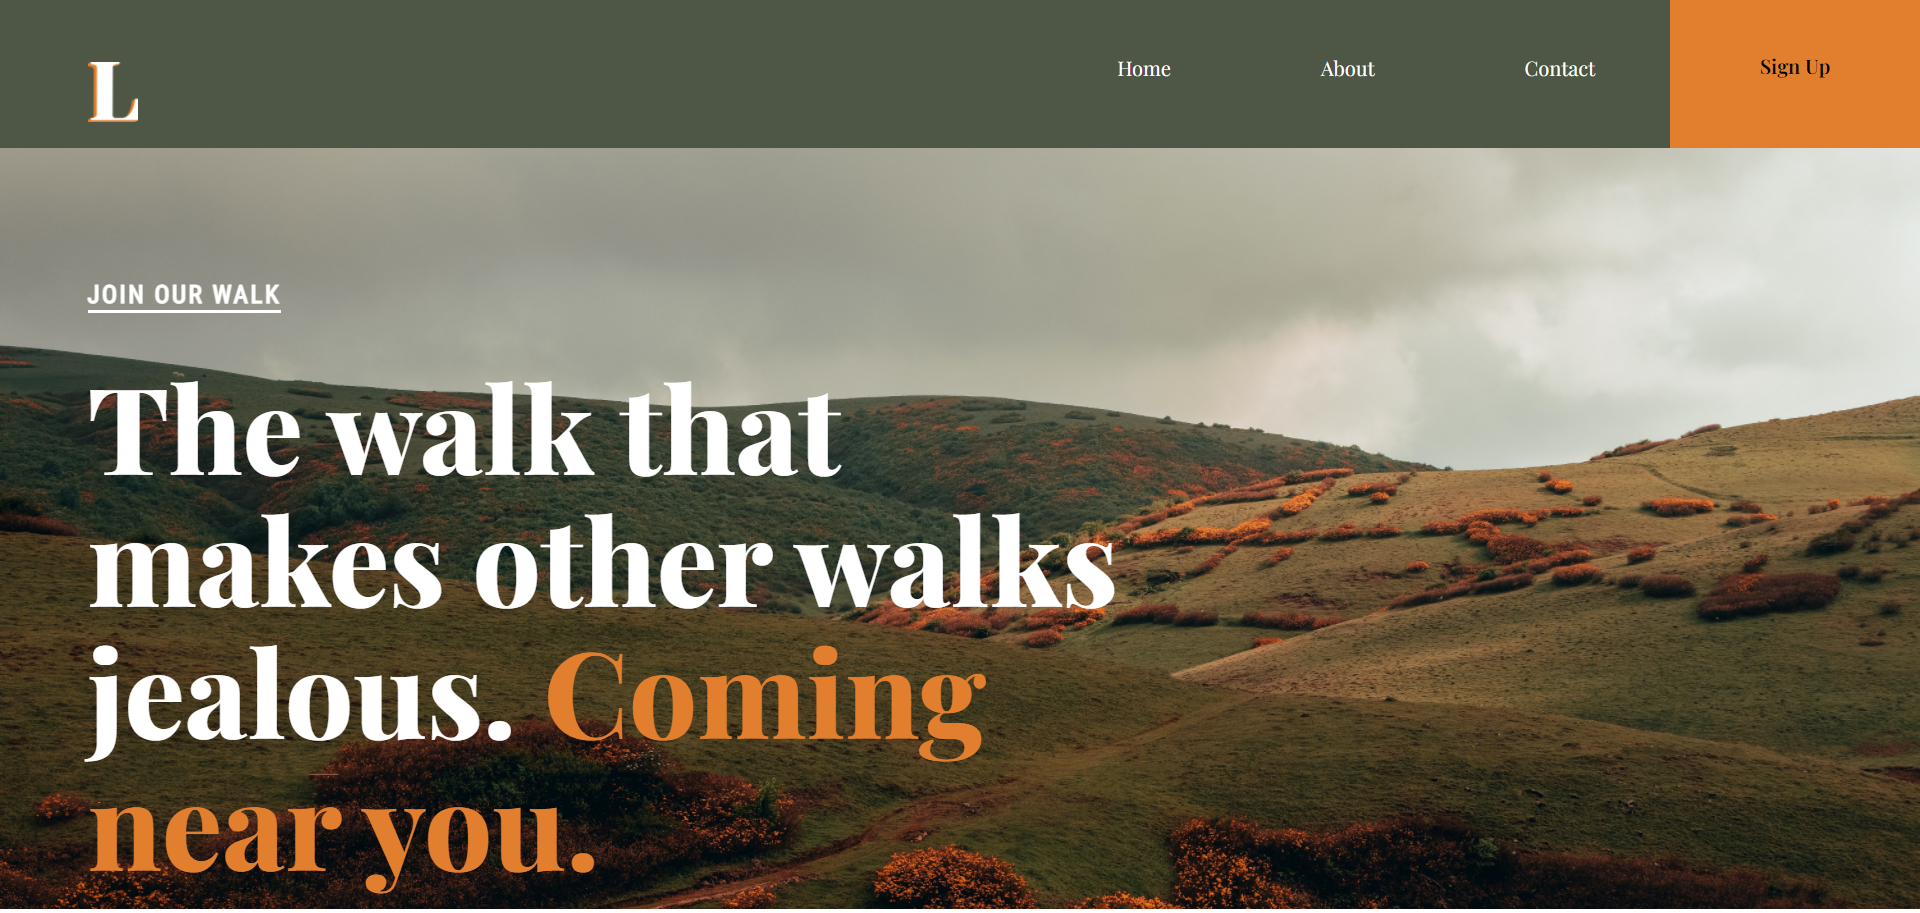 L
Home About Contact Sign Up
JOIN OUR WALK
The walk that
makes other walks
jealous. Coming
near you.